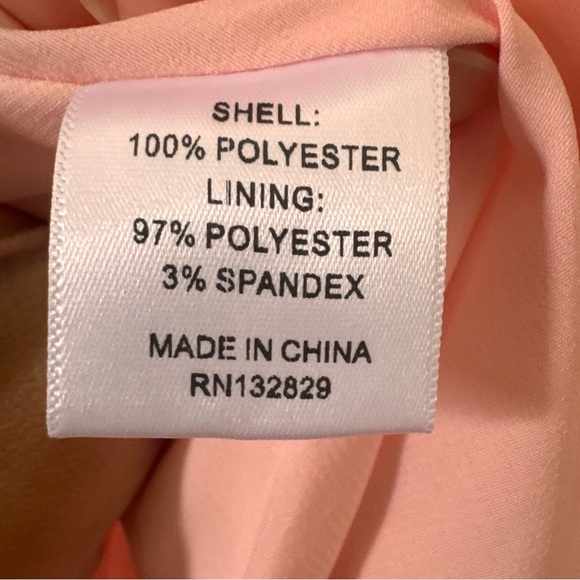 SHELL:
100% POLYESTER
LINING:
97% POLYESTER
3% SPANDEX
MADE IN CHINA
RN132829